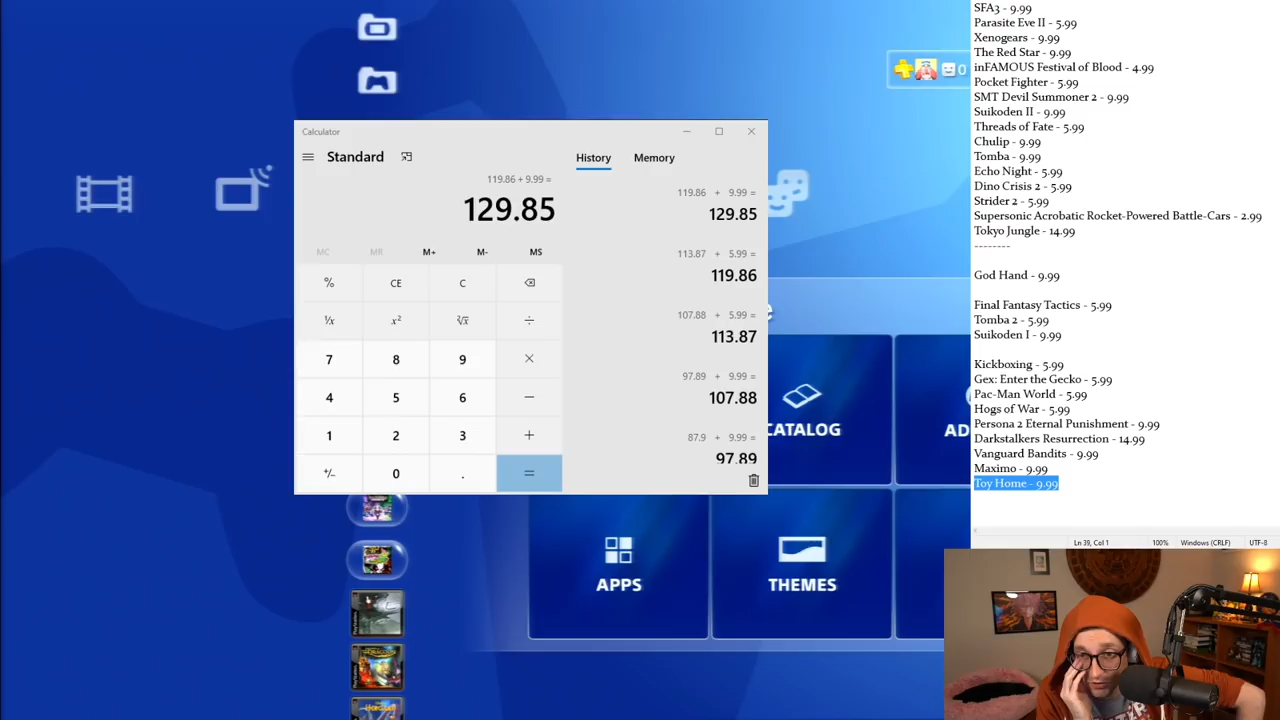 SFA3 - 9.99
Parasite Eve II - 5.99
Xenogears - 9.99
The Red Star - 9.99
inFAMOUS Festival of Blood - 4.99
Pocket Fighter - 5.99
SMT Devil Summoner 2 - 9.99
Suikoden II - 9.99
Threads of Fate - 5.99
Chulip - 9.99
Tomba - 9.99
Echo Night - 5.99
Dino Crisis 2 - 5.99
Strider 2 - 5.99
Supersonic Acrobatic Rocket-Powered Battle-Cars - 2.99
Tokyo Jungle - 14.99
--------
God Hand - 9.99
Final Fantasy Tactics - 5.99
Tomba 2 - 5.99
Suikoden I - 9.99
Kickboxing - 5.99
Gex: Enter the Gecko - 5.99
Pac-Man World - 5.99
Hogs of War - 5.99
Persona 2 Eternal Punishment - 9.99
Darkstalkers Resurrection - 14.99
Vanguard Bandits - 9.99
Maximo - 9.99
Toy Home - 9.99
Ln 39, Col 1 100% Windows (CRLF) UTF-8
0
Calculator
Standard
119.86 + 9.99 =
129.85
MC MR M+ M- MS
% CE C
⅟x x² ²√x ÷
7 8 9 ×
4 5 6 −
1 2 3 +
+/− 0 . =
History Memory
119.86 + 9.99 =
129.85
113.87 + 5.99 =
119.86
107.88 + 5.99 =
113.87
97.89 + 9.99 =
107.88
87.9 + 9.99 =
97.89
CATALOG
AD
APPS
THEMES